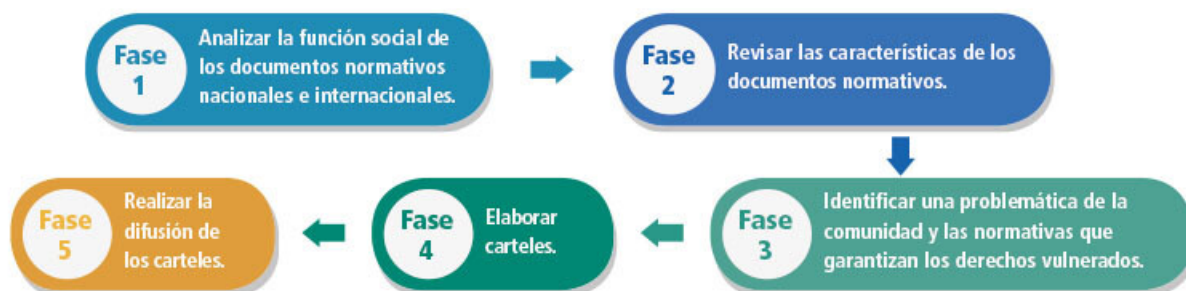 Fase
1
Analizar la función social de
los documentos normativos
nacionales e internacionales.
Fase
2
Revisar las características de los
documentos normativos.
Fase
3
Identificar una problemática de la
comunidad y las normativas que
garantizan los derechos vulnerados.
Fase
4
Elaborar
carteles.
Fase
5
Realizar la
difusión de
los carteles.